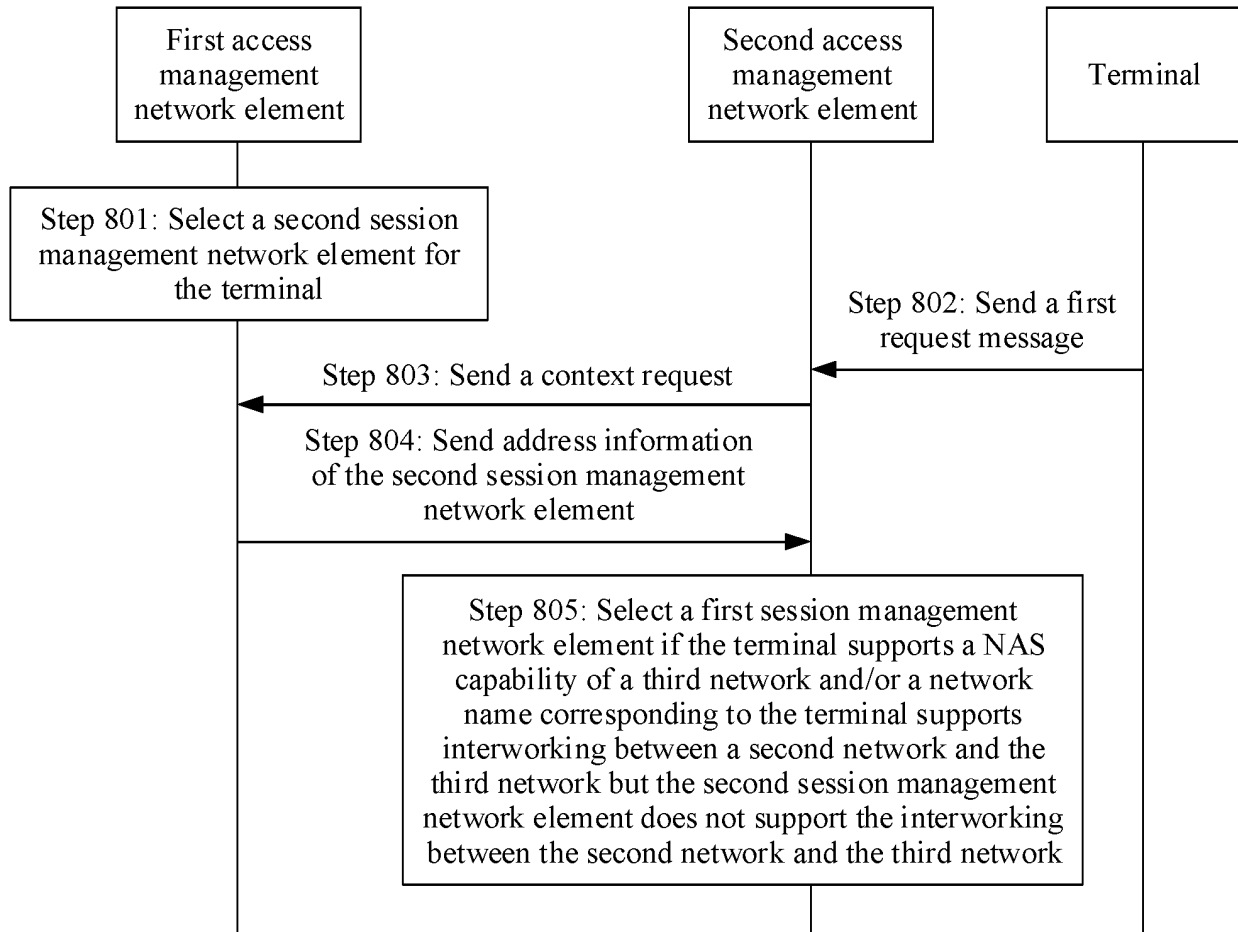 First access
management
network element
Second access
management
network element
Terminal
Step 801: Select a second session
management network element for
the terminal
Step 802: Send a first
request message
Step 803: Send a context request
Step 804: Send address information
of the second session management
network element
Step 805: Select a first session management
network element if the terminal supports a NAS
capability of a third network and/or a network
name corresponding to the terminal supports
interworking between a second network and the
third network but the second session management
network element does not support the interworking
between the second network and the third network